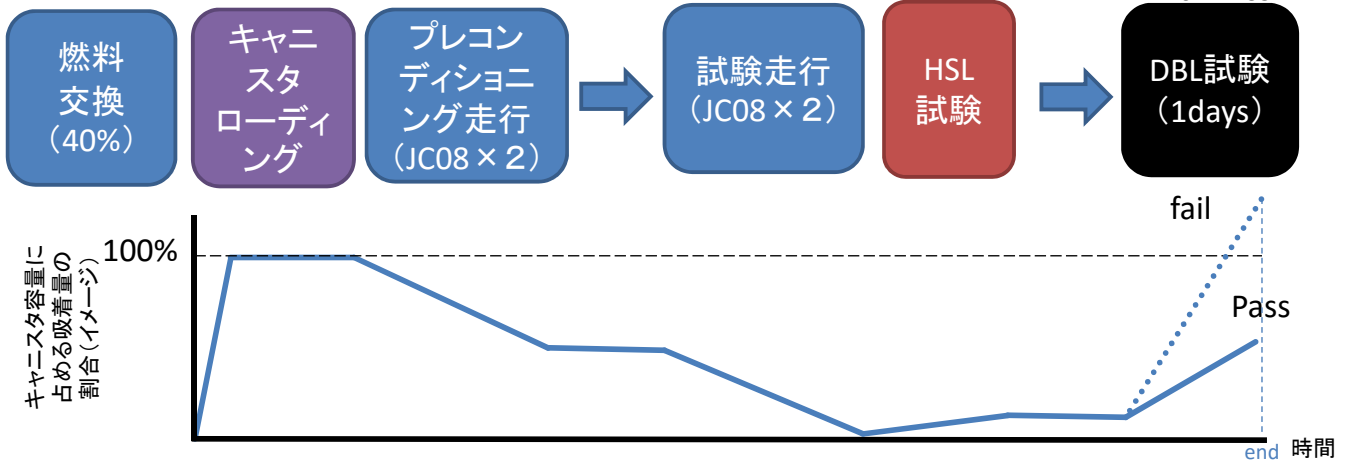 燃料
交換
（40%）
キャニ
スタ
ローディ
ング
プレコン
ディショニ
ング走行
（JC08×２）
試験走行
（JC08×２）
HSL
試験
DBL試験
（1days）
fail
100%
キャニスタ容量に
占める吸着量の
割合（イメージ）
Pass
end
時間